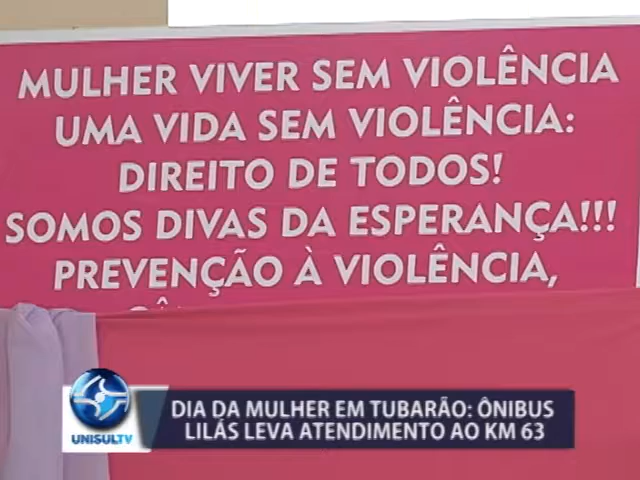 MULHER VIVER SEM VIOLÊNCIA
UMA VIDA SEM VIOLÊNCIA:
DIREITO DE TODOS!
SOMOS DIVAS DA ESPERANÇA!!!
PREVENÇÃO À VIOLÊNCIA,
UNISULTV
DIA DA MULHER EM TUBARÃO: ÔNIBUS
LILÁS LEVA ATENDIMENTO AO KM 63